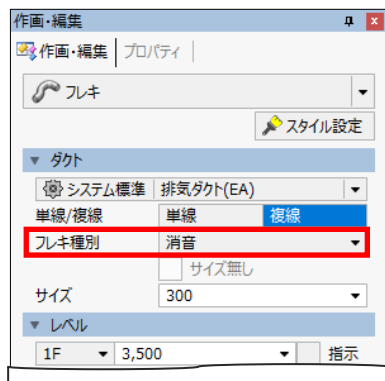 作画・編集
作画・編集 プロパティ
フレキ
スタイル設定
ダクト
システム標準 排気ダクト(EA)
単線/複線 単線 複線
フレキ種別 消音
サイズ無し
サイズ 300
レベル
1F 3,500 指示